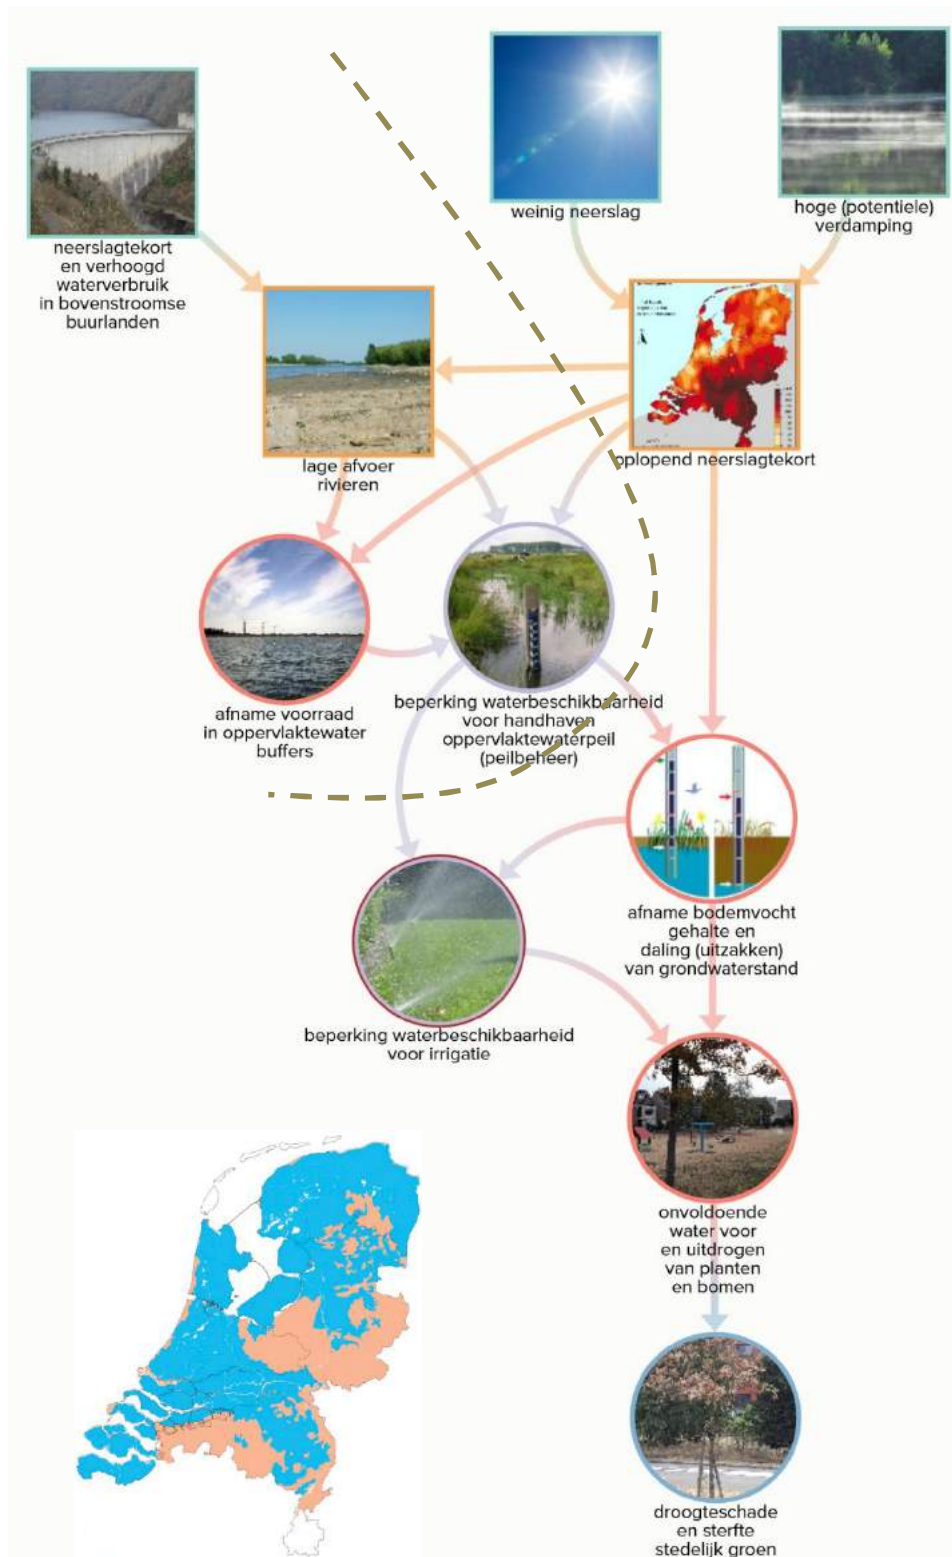 weinig neerslag
hoge (potentiele)
verdamping
neerslagtekort
en verhoogd
waterverbruik
in bovenstroomse
buurlanden
lage afvoer
rivieren
oplopend neerslagtekort
afname voorraad
in oppervlaktewater
buffers
beperking waterbeschikbaarheid
voor handhaven
oppervlaktewaterpeil
(peilbeheer)
afname bodemvocht
gehalte en
daling (uitzakken)
van grondwaterstand
beperking waterbeschikbaarheid
voor irrigatie
onvoldoende
water voor
en uitdrogen
van planten
en bomen
droogteschade
en sterfte
stedelijk groen